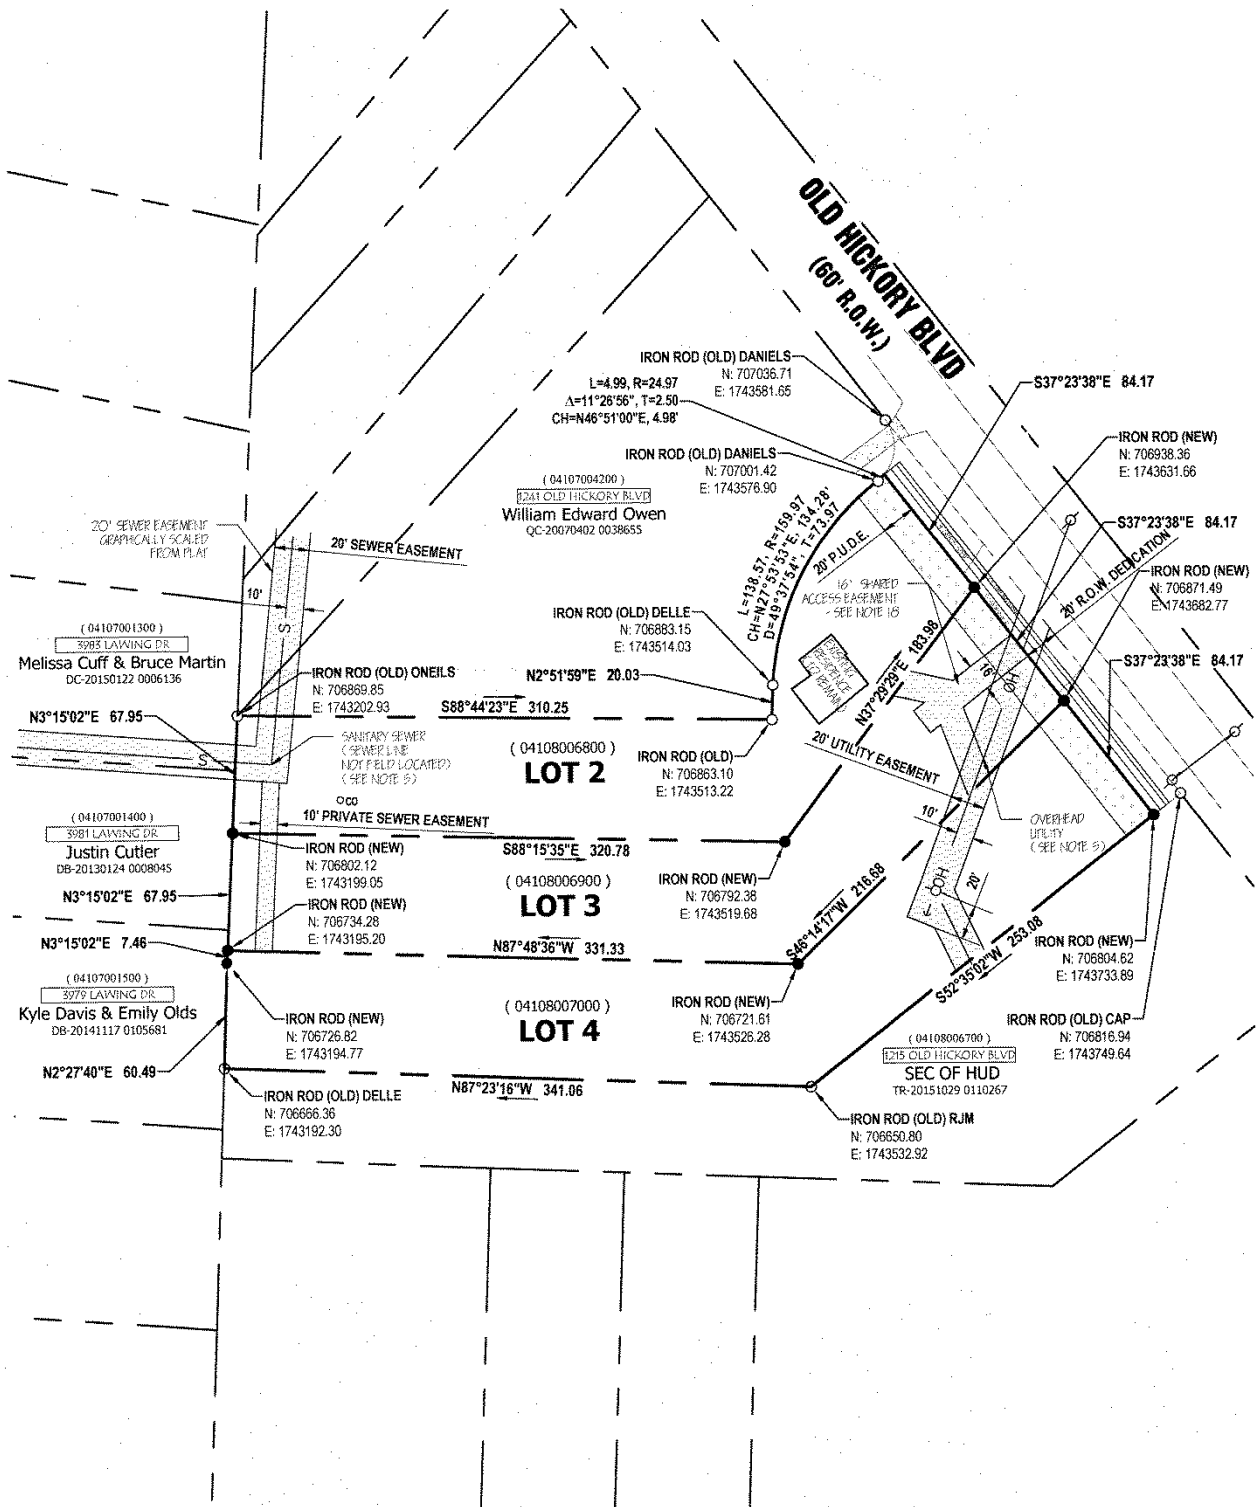 OLD HICKORY BLVD
(60' R.O.W.)
IRON ROD (OLD) DANIELS
N: 707036.71
E: 1743581.65
L=4.99, R=24.97
Δ=11°26'56", T=2.50
CH=N46°51'00"E, 4.98'
S37°23'38"E 84.17
IRON ROD (NEW)
N: 706938.36
E: 1743631.66
IRON ROD (OLD) DANIELS
N: 707001.42
E: 1743576.90
( 04107004200 )
1241 OLD HICKORY BLVD
William Edward Owen
QC-20070402 0038655
20' SEWER EASEMENT
GRAPHICALLY SCALED
FROM PLAT
20' SEWER EASEMENT
10'
S
L=138.57, R=159.97
CH=N27°53'53"E, 134.28'
D=49°37'54", T=73.97
20' P.U.D.E.
16' SHARED
ACCESS EASEMENT
- SEE NOTE 18
S37°23'38"E 84.17
20' R.O.W. DEDICATION
IRON ROD (NEW)
N: 706871.49
E: 1743682.77
IRON ROD (OLD) DELLE
N: 706883.15
E: 1743514.03
N2°51'59"E 20.03
EXISTING
RESIDENCE
N37°29'29"E 183.98
16'
OH
S37°23'38"E 84.17
( 04107001300 )
3983 LAWING DR
Melissa Cuff & Bruce Martin
DC-20150122 0006136
IRON ROD (OLD) ONEILS
N: 706869.85
E: 1743202.93
S88°44'23"E 310.25
N3°15'02"E 67.95
S
SANITARY SEWER
( SEWER LINE
NOT FIELD LOCATED)
( SEE NOTE 5)
( 04108006800 )
LOT 2
IRON ROD (OLD)
N: 706863.10
E: 1743513.22
20' UTILITY EASEMENT
10'
OVERHEAD
UTILITY
( SEE NOTE 5)
CO
10' PRIVATE SEWER EASEMENT
( 04107001400 )
3981 LAWING DR
Justin Cutler
DB-20130124 0008045
IRON ROD (NEW)
N: 706802.12
E: 1743199.05
S88°15'35"E 320.78
( 04108006900 )
LOT 3
IRON ROD (NEW)
N: 706792.38
E: 1743519.68
S46°14'17"W 216.68
OH
20'
N3°15'02"E 67.95
IRON ROD (NEW)
N: 706734.28
E: 1743195.20
N3°15'02"E 7.46
N87°48'36"W 331.33
S52°35'02"W 253.08
IRON ROD (NEW)
N: 706804.62
E: 1743733.89
( 04107001500 )
3979 LAWING DR
Kyle Davis & Emily Olds
DB-20141117 0105681
IRON ROD (NEW)
N: 706726.82
E: 1743194.77
( 04108007000 )
LOT 4
IRON ROD (NEW)
N: 706721.61
E: 1743526.28
IRON ROD (OLD) CAP
N: 706816.94
E: 1743749.64
( 04108006700 )
1215 OLD HICKORY BLVD
SEC OF HUD
TR-20151029 0110267
N2°27'40"E 60.49
N87°23'16"W 341.06
IRON ROD (OLD) DELLE
N: 706666.36
E: 1743192.30
IRON ROD (OLD) RJM
N: 706650.80
E: 1743532.92